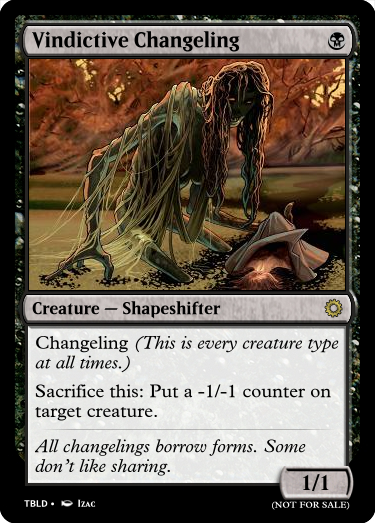 Vindictive Changeling
Creature — Shapeshifter
Changeling (This is every creature type
at all times.)
Sacrifice this: Put a -1/-1 counter on
target creature.
All changelings borrow forms. Some
don't like sharing.
1/1
TBLD • Izac
(NOT FOR SALE)